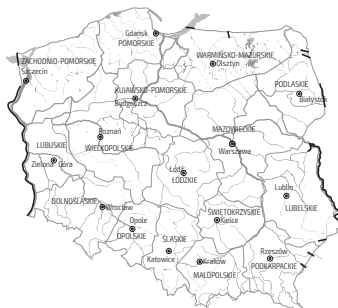 Gdańsk
POMORSKIE
ZACHODNIO-POMORSKIE
Szczecin
WARMIŃSKO-MAZURSKIE
Olsztyn
KUJAWSKO-POMORSKIE
Bydgoszcz
PODLASKIE
Białystok
LUBUSKIE
Zielona Góra
Poznań
WIELKOPOLSKIE
MAZOWIECKIE
Warszawa
Łódź
ŁÓDZKIE
DOLNOŚLĄSKIE
Wrocław
Lublin
LUBELSKIE
Opole
OPOLSKIE
ŚWIĘTOKRZYSKIE
Kielce
ŚLĄSKIE
Katowice
Kraków
MAŁOPOLSKIE
Rzeszów
PODKARPACKIE